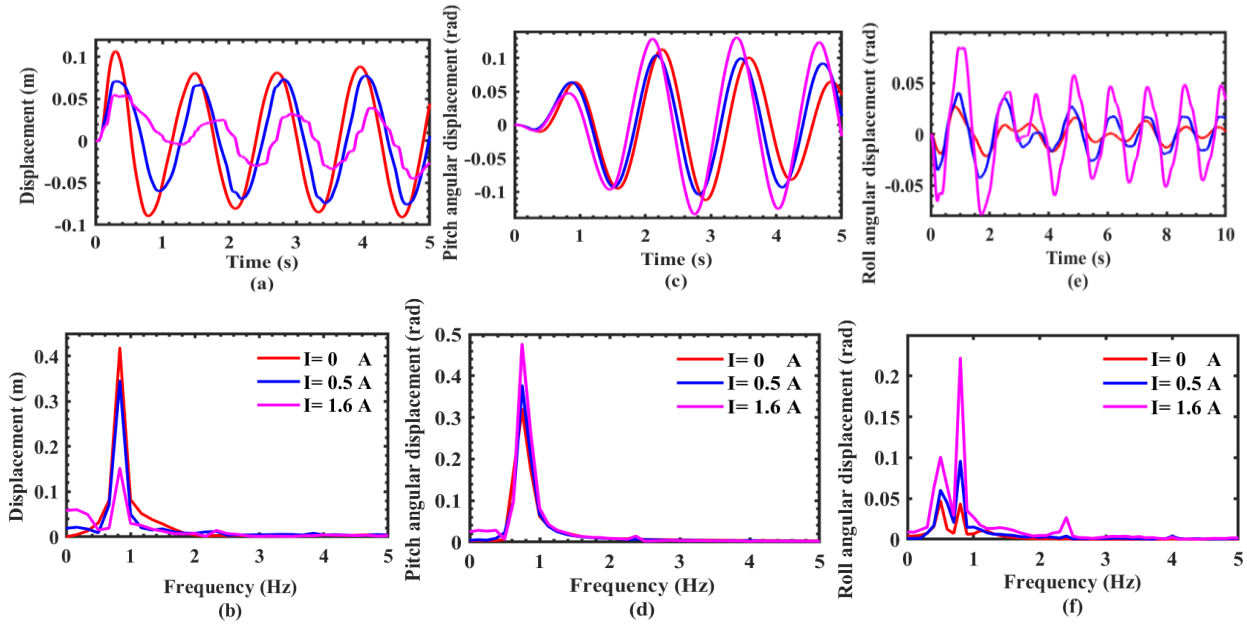 Displacement (m)
0.1
0.05
0
-0.05
-0.1
0 1 2 3 4 5
Time (s)
(a)
Pitch angular displacement (rad)
0.1
0.05
0
-0.05
-0.1
0 1 2 3 4 5
Time (s)
(c)
Roll angular displacement (rad)
0.05
0
-0.05
0 2 4 6 8 10
Time (s)
(e)
Displacement (m)
0.4
0.3
0.2
0.1
0
I= 0 A
I= 0.5 A
I= 1.6 A
0 1 2 3 4 5
Frequency (Hz)
(b)
Pitch angular displacement (rad)
0.5
0.4
0.3
0.2
0.1
0
I= 0 A
I= 0.5 A
I= 1.6 A
0 1 2 3 4 5
Frequency (Hz)
(d)
Roll angular displacement (rad)
0.2
0.15
0.1
0.05
0
I= 0 A
I= 0.5 A
I= 1.6 A
0 1 2 3 4 5
Frequency (Hz)
(f)